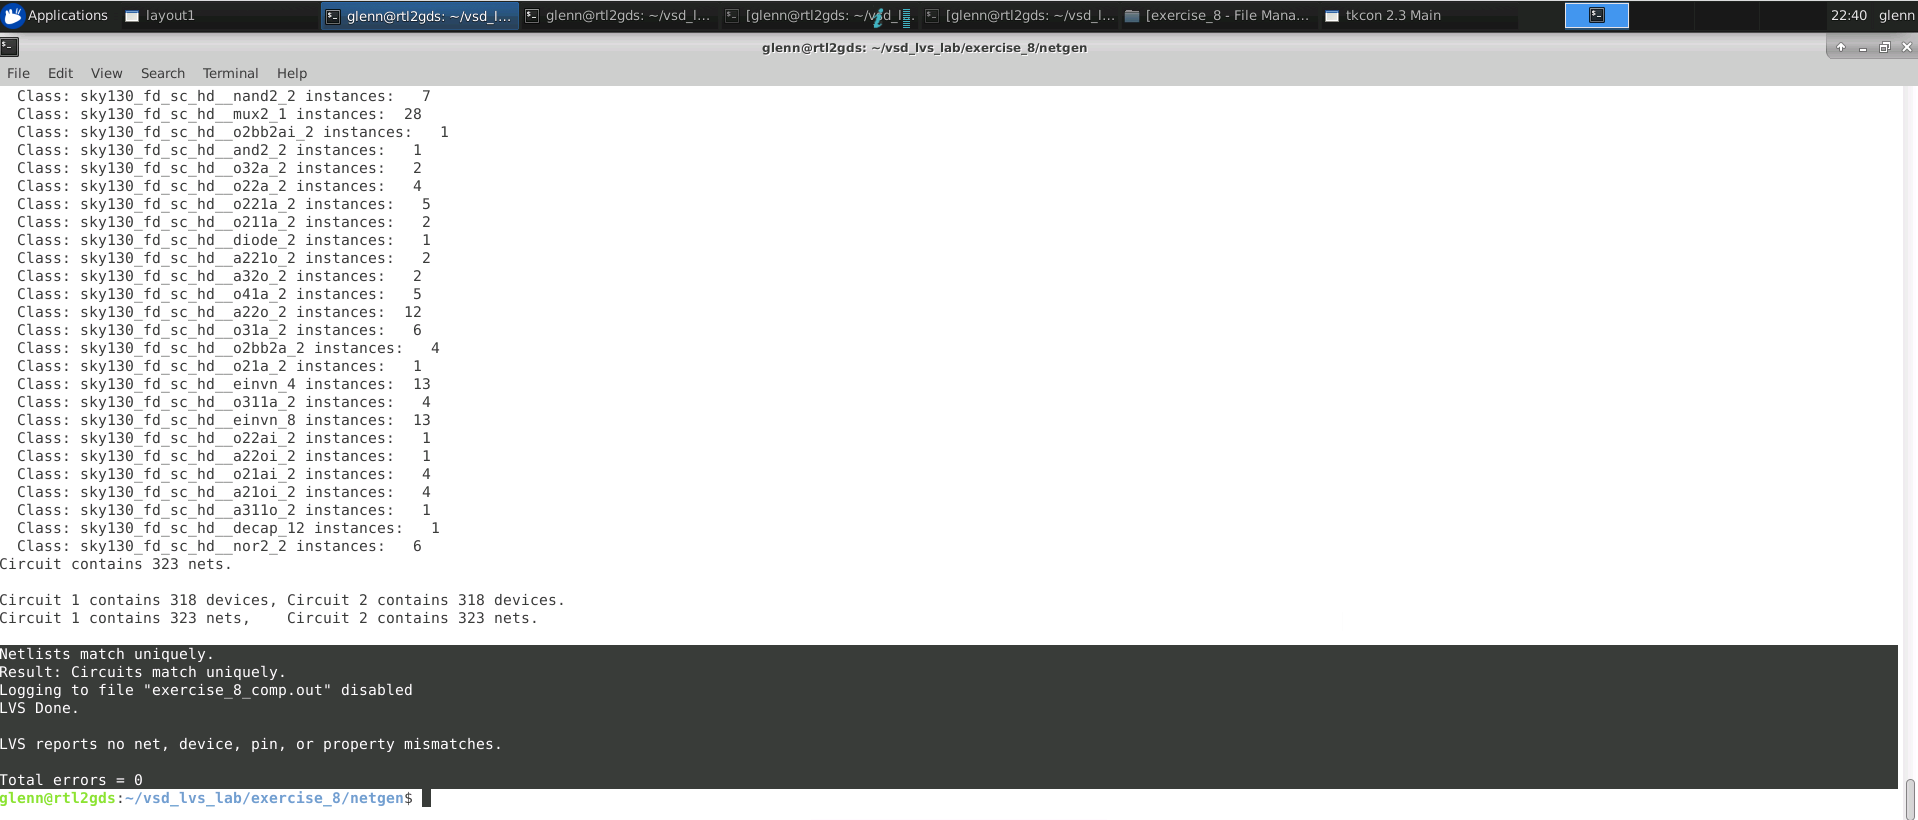 Applications
layout1
glenn@rtl2gds: ~/vsd_l...
glenn@rtl2gds: ~/vsd_l...
[glenn@rtl2gds: ~/vsd_l...
[glenn@rtl2gds: ~/vsd_l...
[exercise_8 - File Mana...
tkcon 2.3 Main
22:40 glenn
glenn@rtl2gds: ~/vsd_lvs_lab/exercise_8/netgen
File Edit View Search Terminal Help
Class: sky130_fd_sc_hd__nand2_2 instances:   7
Class: sky130_fd_sc_hd__mux2_1 instances:  28
Class: sky130_fd_sc_hd__o2bb2ai_2 instances:   1
Class: sky130_fd_sc_hd__and2_2 instances:   1
Class: sky130_fd_sc_hd__o32a_2 instances:   2
Class: sky130_fd_sc_hd__o22a_2 instances:   4
Class: sky130_fd_sc_hd__o221a_2 instances:   5
Class: sky130_fd_sc_hd__o211a_2 instances:   2
Class: sky130_fd_sc_hd__diode_2 instances:   1
Class: sky130_fd_sc_hd__a221o_2 instances:   2
Class: sky130_fd_sc_hd__a32o_2 instances:   2
Class: sky130_fd_sc_hd__o41a_2 instances:   5
Class: sky130_fd_sc_hd__a22o_2 instances:  12
Class: sky130_fd_sc_hd__o31a_2 instances:   6
Class: sky130_fd_sc_hd__o2bb2a_2 instances:   4
Class: sky130_fd_sc_hd__o21a_2 instances:   1
Class: sky130_fd_sc_hd__einvn_4 instances:  13
Class: sky130_fd_sc_hd__o311a_2 instances:   4
Class: sky130_fd_sc_hd__einvn_8 instances:  13
Class: sky130_fd_sc_hd__o22ai_2 instances:   1
Class: sky130_fd_sc_hd__a22oi_2 instances:   1
Class: sky130_fd_sc_hd__o21ai_2 instances:   4
Class: sky130_fd_sc_hd__a21oi_2 instances:   4
Class: sky130_fd_sc_hd__a311o_2 instances:   1
Class: sky130_fd_sc_hd__decap_12 instances:   1
Class: sky130_fd_sc_hd__nor2_2 instances:   6
Circuit contains 323 nets.
Circuit 1 contains 318 devices, Circuit 2 contains 318 devices.
Circuit 1 contains 323 nets,    Circuit 2 contains 323 nets.
Netlists match uniquely.
Result: Circuits match uniquely.
Logging to file "exercise_8_comp.out" disabled
LVS Done.
LVS reports no net, device, pin, or property mismatches.
Total errors = 0
glenn@rtl2gds:~/vsd_lvs_lab/exercise_8/netgen$